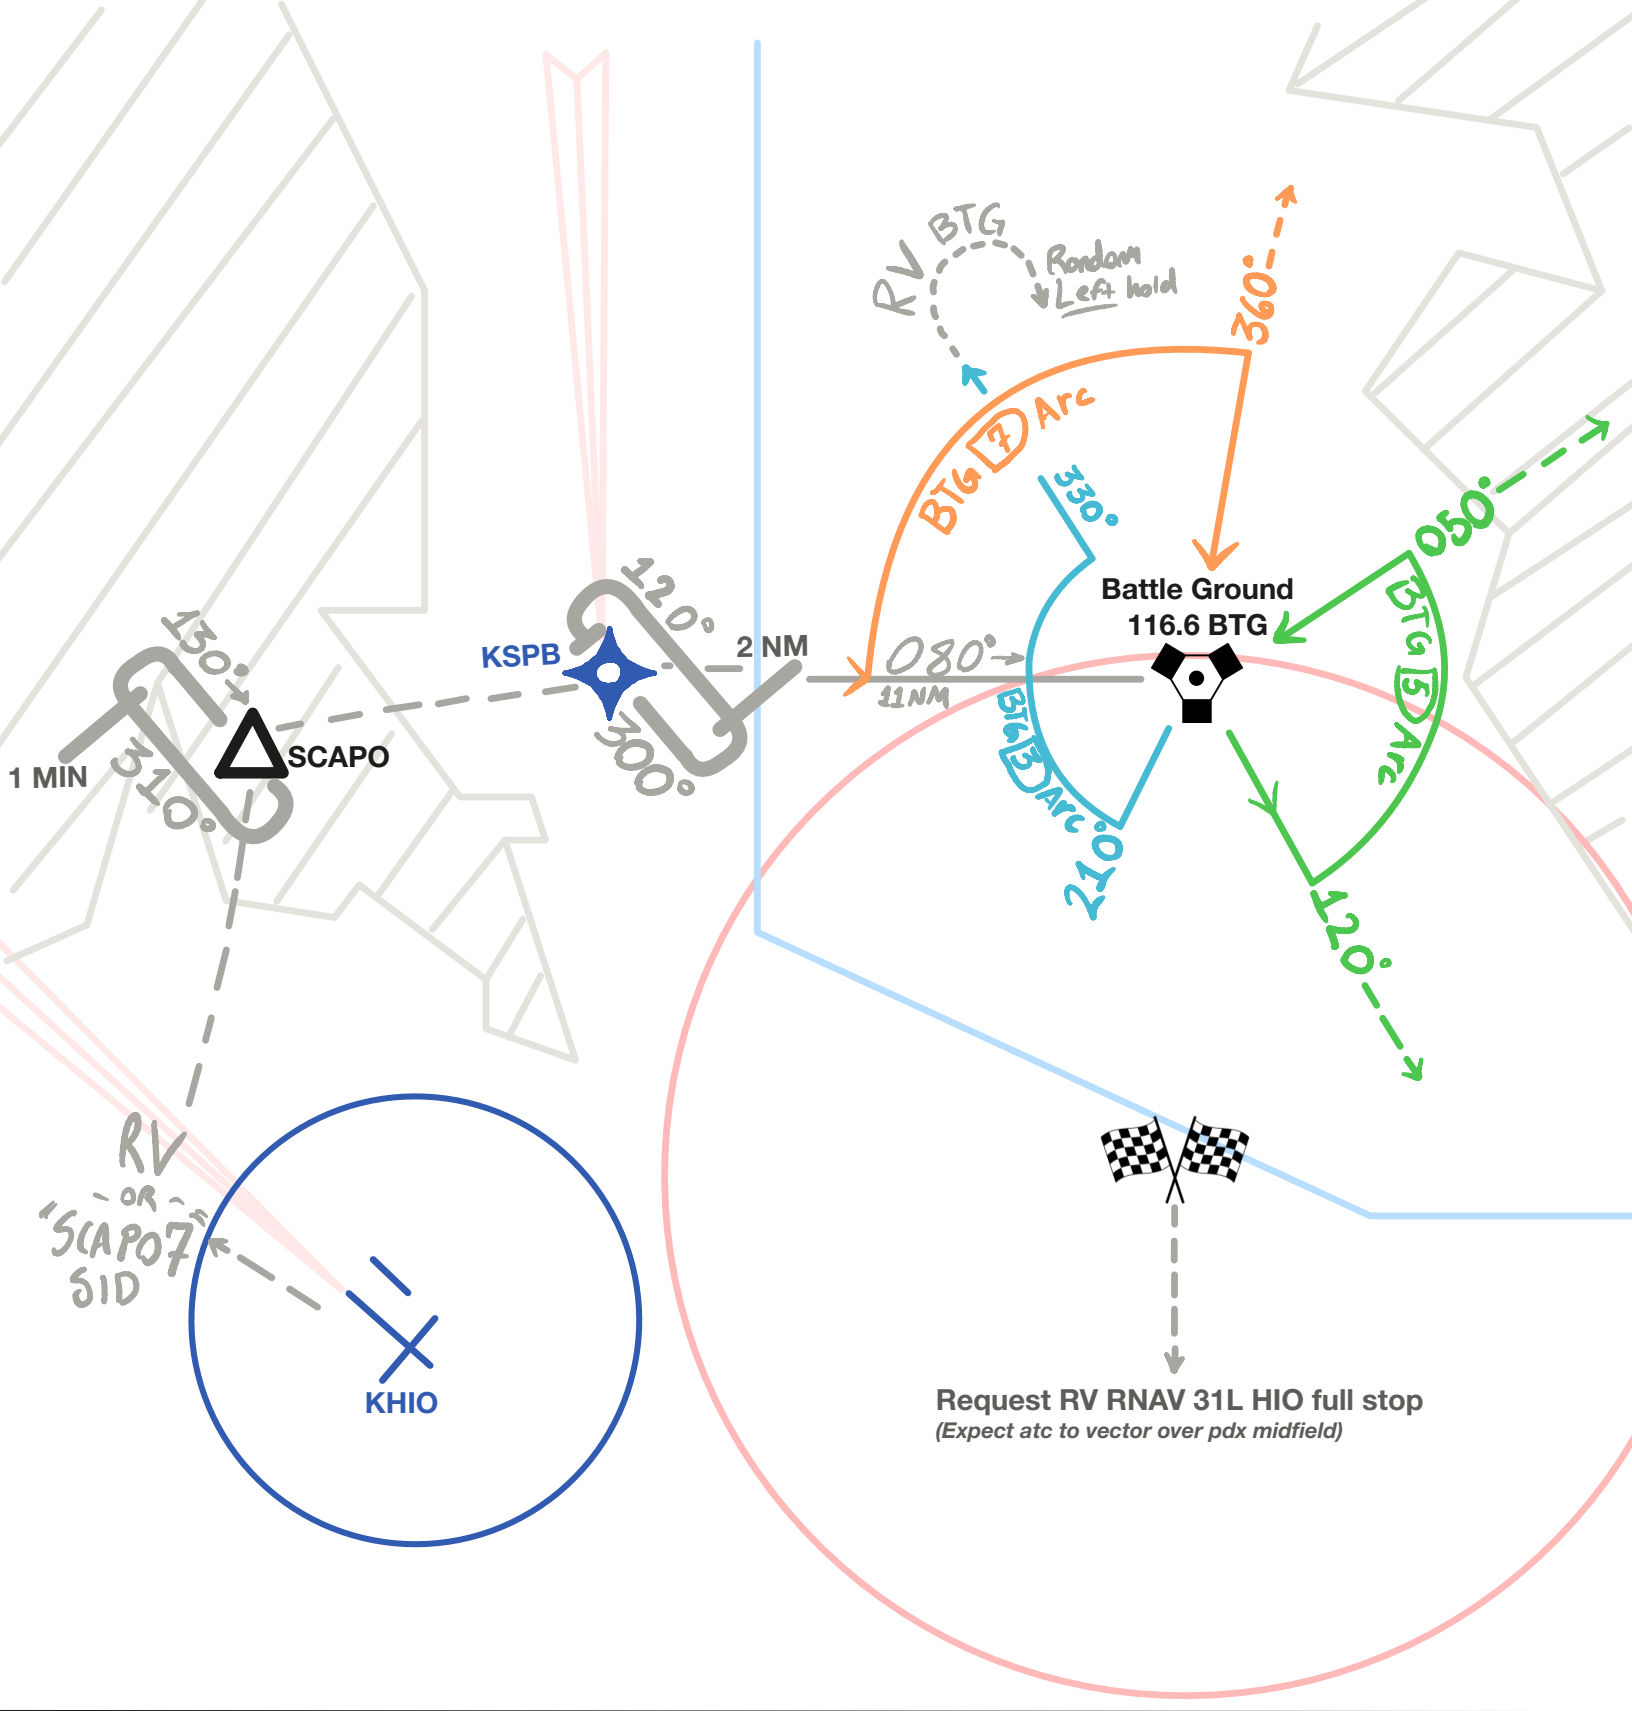 RV BTG
Random
Left hold
360°
BTG 7 Arc
330°
050°
120°
Battle Ground
116.6 BTG
BTG 5 Arc
KSPB
2 NM
080°
11NM
130°
SCAPO
1 MIN
310°
300°
BTG 3 Arc
210°
120°
RV
~ OR ~
"SCAPO7"
SID
KHIO
Request RV RNAV 31L HIO full stop
(Expect atc to vector over pdx midfield)